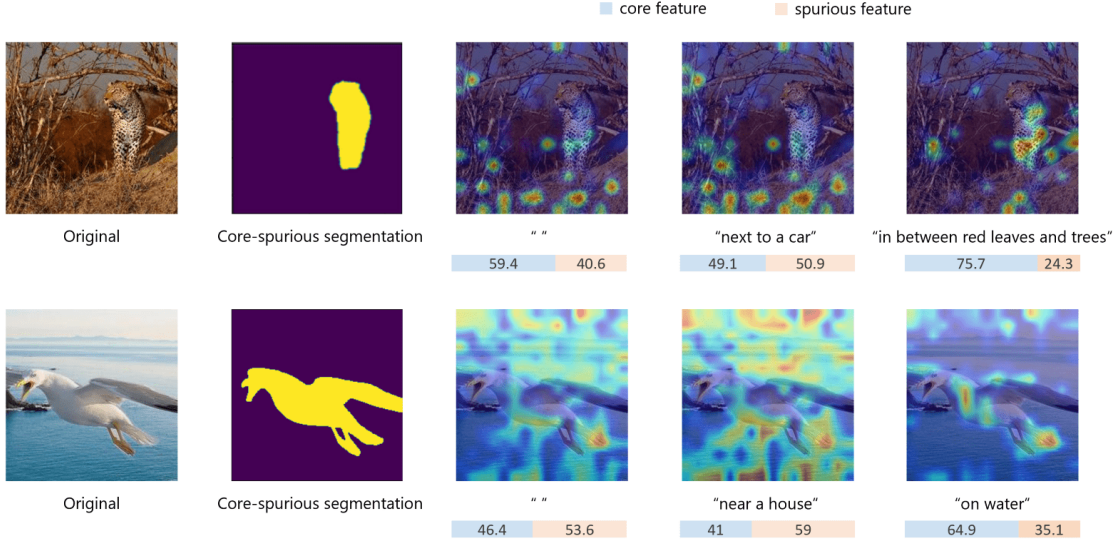 core feature spurious feature
Original Core-spurious segmentation “ “ “next to a car“ “in between red leaves and trees“
59.4 40.6 49.1 50.9 75.7 24.3
Original Core-spurious segmentation “ “ “near a house“ “on water“
46.4 53.6 41 59 64.9 35.1